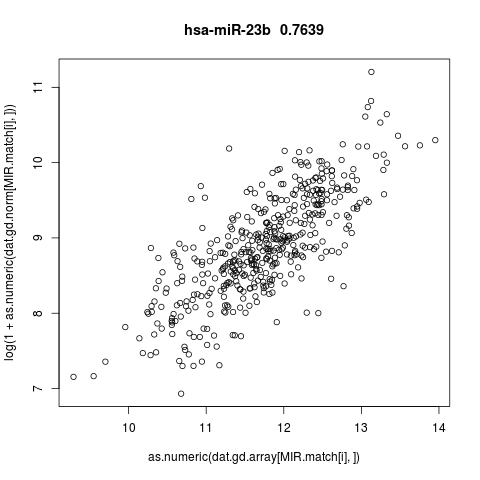 hsa-miR-23b 0.7639
log(1 + as.numeric(dat.gd.norm[MIR.match[i], ]))
11
10
9
8
7
10 11 12 13 14
as.numeric(dat.gd.array[MIR.match[i], ])